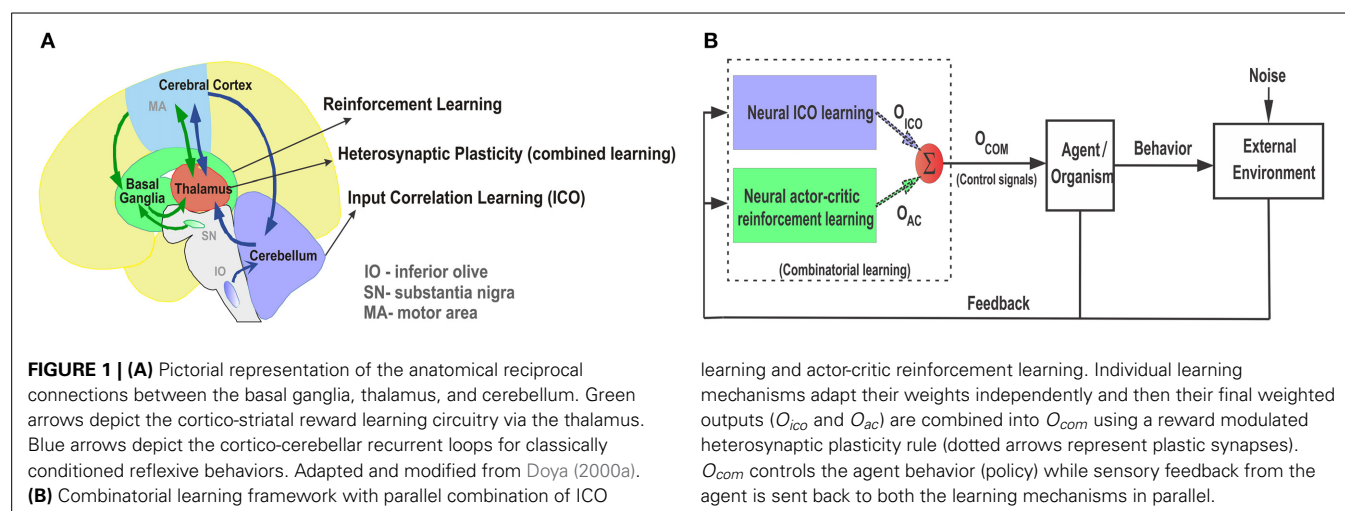 A
Cerebral Cortex
MA
Basal
Ganglia
Thalamus
SN
IO
Cerebellum
Reinforcement Learning
Heterosynaptic Plasticity (combined learning)
Input Correlation Learning (ICO)
IO - inferior olive
SN- substantia nigra
MA- motor area
B
Neural ICO learning
Neural actor-critic
reinforcement learning
(Combinatorial learning)
O_ICO
O_AC
Σ
O_COM
(Control signals)
Agent/
Organism
Behavior
Noise
External
Environment
Feedback
FIGURE 1 | (A) Pictorial representation of the anatomical reciprocal
connections between the basal ganglia, thalamus, and cerebellum. Green
arrows depict the cortico-striatal reward learning circuitry via the thalamus.
Blue arrows depict the cortico-cerebellar recurrent loops for classically
conditioned reflexive behaviors. Adapted and modified from Doya (2000a).
(B) Combinatorial learning framework with parallel combination of ICO
learning and actor-critic reinforcement learning. Individual learning
mechanisms adapt their weights independently and then their final weighted
outputs (O_ico and O_ac) are combined into O_com using a reward modulated
heterosynaptic plasticity rule (dotted arrows represent plastic synapses).
O_com controls the agent behavior (policy) while sensory feedback from the
agent is sent back to both the learning mechanisms in parallel.